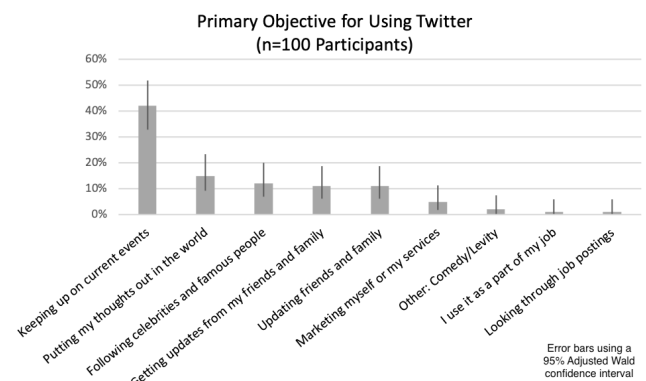 Primary Objective for Using Twitter
(n=100 Participants)
60%
50%
40%
30%
20%
10%
0%
Keeping up on current events
Putting my thoughts out in the world
Following celebrities and famous people
Getting updates from my friends and family
Updating friends and family
Marketing myself or my services
Other: Comedy/Levity
I use it as a part of my job
Looking through job postings
Error bars using a
95% Adjusted Wald
confidence interval